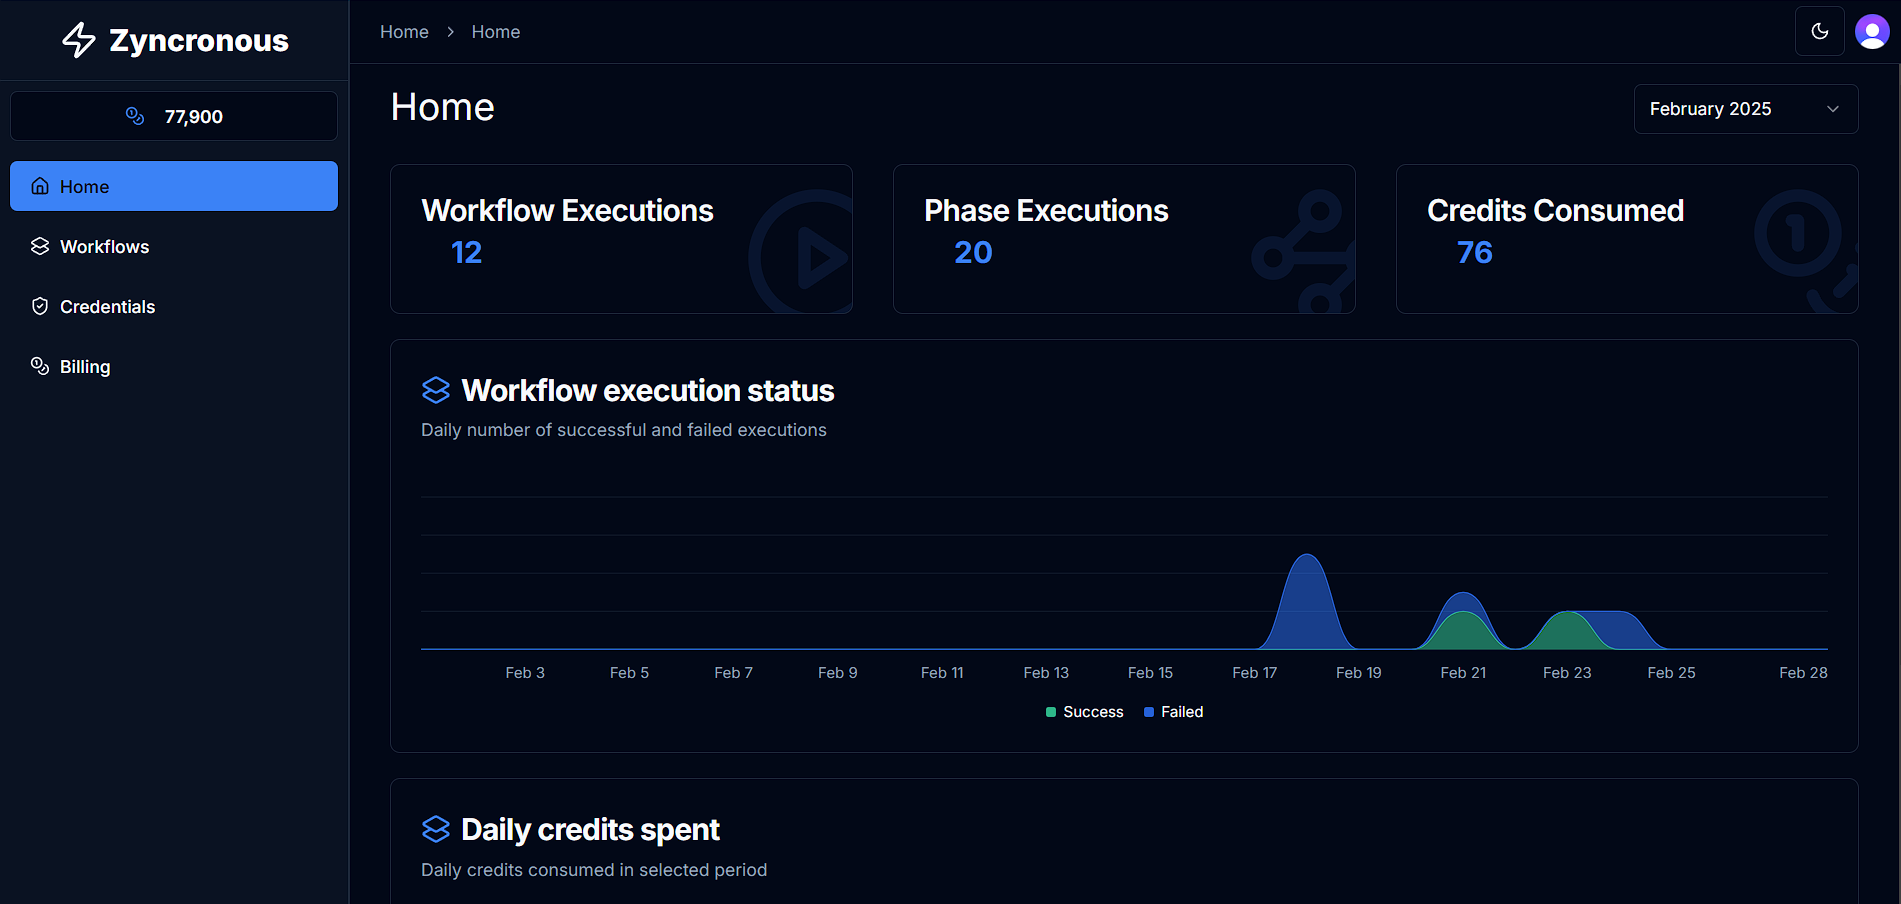 Zyncronous
Home > Home
77,900
Home
Workflows
Credentials
Billing
Home
February 2025
Workflow Executions
12
Phase Executions
20
Credits Consumed
76
Workflow execution status
Daily number of successful and failed executions
Feb 3 Feb 5 Feb 7 Feb 9 Feb 11 Feb 13 Feb 15 Feb 17 Feb 19 Feb 21 Feb 23 Feb 25 Feb 28
Success Failed
Daily credits spent
Daily credits consumed in selected period